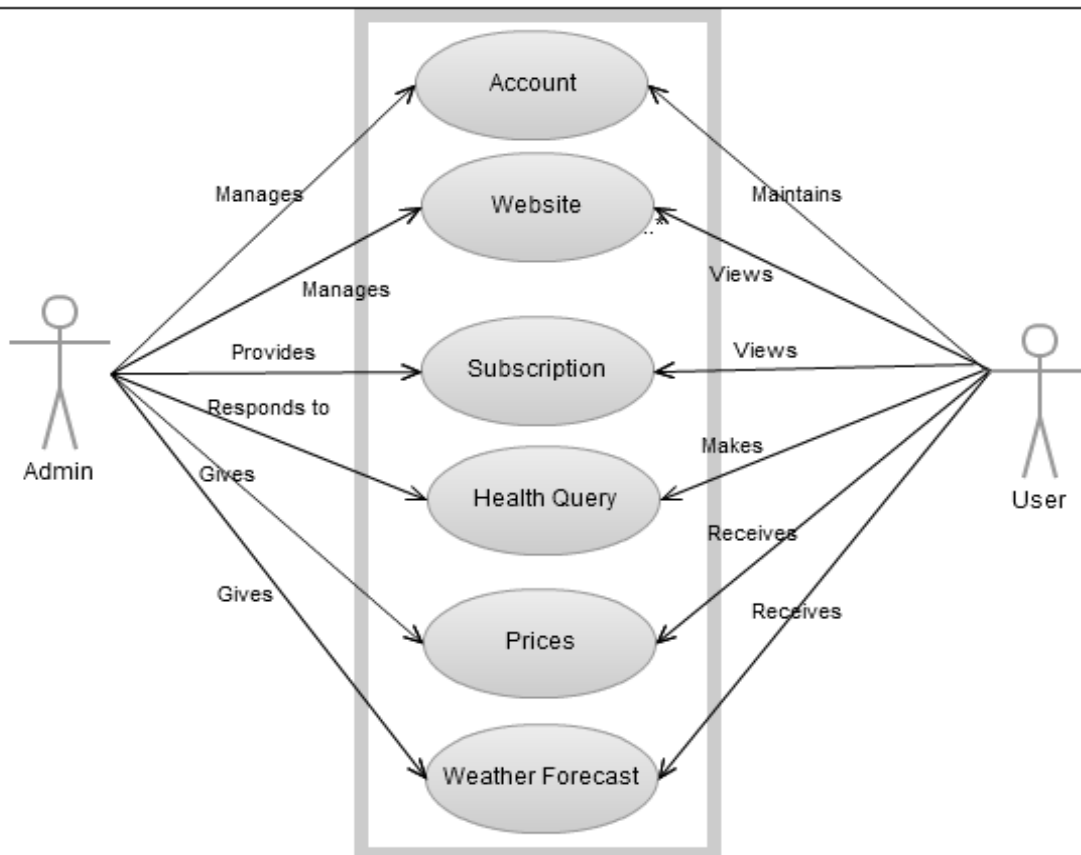 Account
Manages
Maintains
Website
..*
Manages
Views
Provides
Views
Subscription
Responds to
Admin
Gives
Makes
Health Query
User
Receives
Gives
Prices
Receives
Weather Forecast